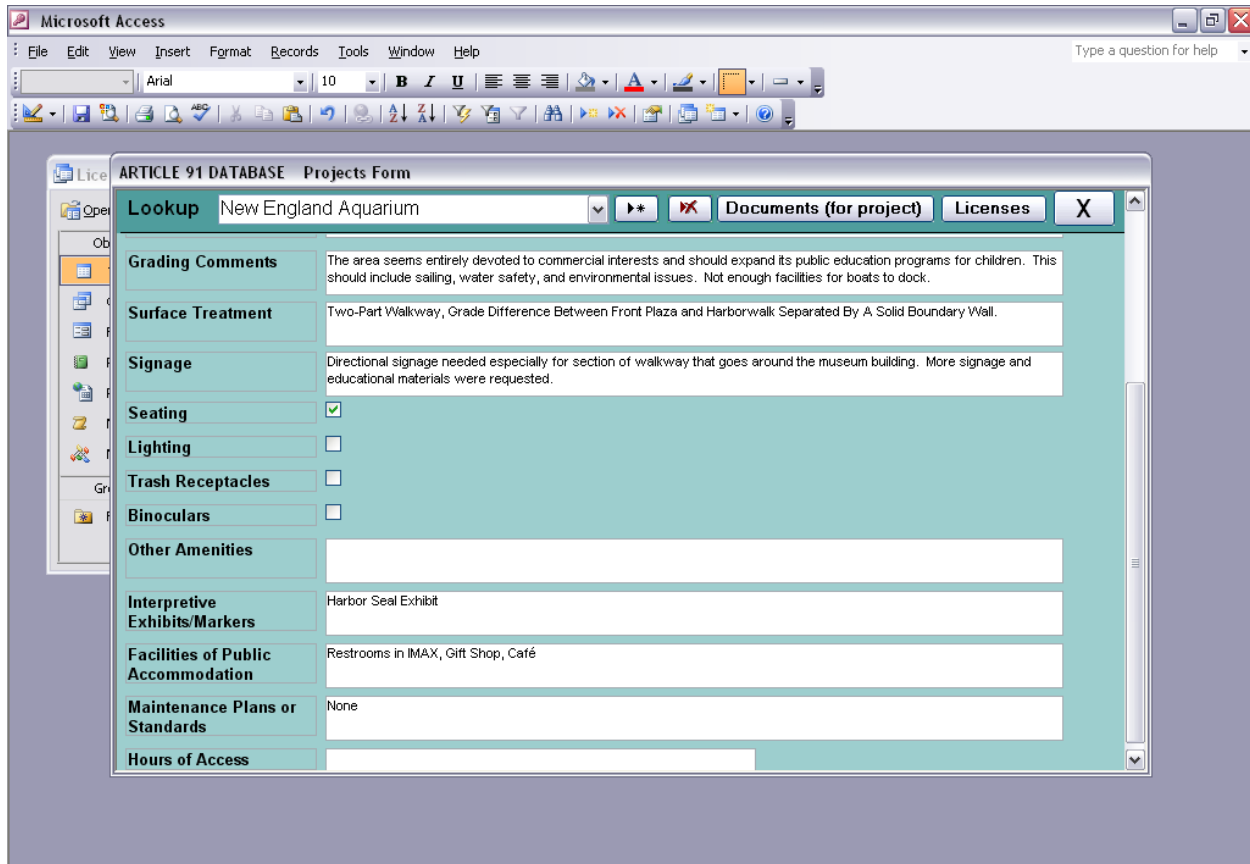 Microsoft Access
File Edit View Insert Format Records Tools Window Help Type a question for help
Arial 10 B I U A
ABC
Lice
ARTICLE 91 DATABASE Projects Form
Open
Lookup New England Aquarium Documents (for project) Licenses X
Ob
Grading Comments
The area seems entirely devoted to commercial interests and should expand its public education programs for children. This
should include sailing, water safety, and environmental issues. Not enough facilities for boats to dock.
Surface Treatment
Two-Part Walkway, Grade Difference Between Front Plaza and Harborwalk Separated By A Solid Boundary Wall.
Signage
Directional signage needed especially for section of walkway that goes around the museum building. More signage and
educational materials were requested.
Seating
Lighting
Trash Receptacles
Gr
Binoculars
Other Amenities
Interpretive
Exhibits/Markers
Harbor Seal Exhibit
Facilities of Public
Accommodation
Restrooms in IMAX, Gift Shop, Café
Maintenance Plans or
Standards
None
Hours of Access